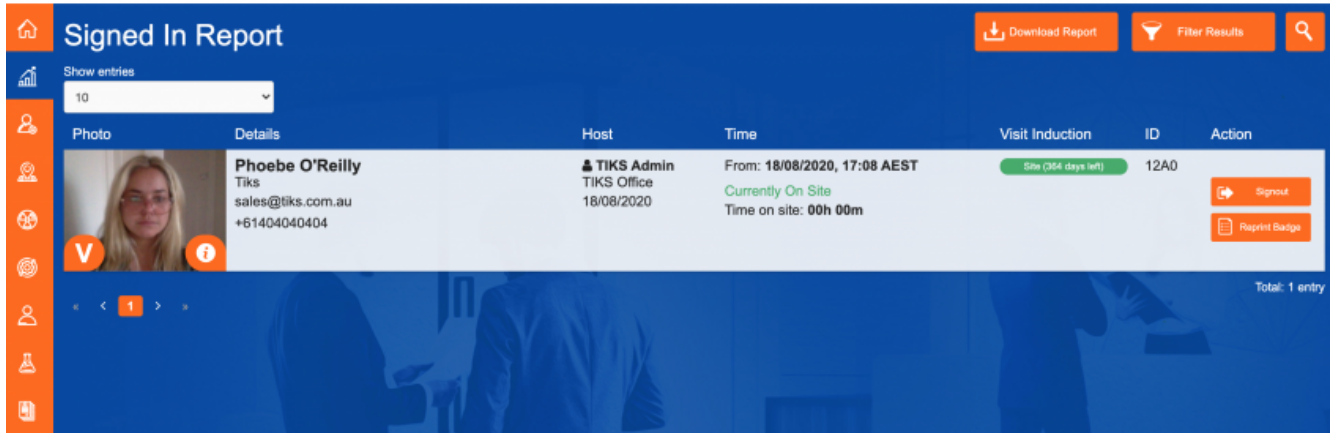 Signed In Report
Download Report
Filter Results
Show entries
10
Photo Details Host Time Visit Induction ID Action
Phoebe O'Reilly
Tiks
sales@tiks.com.au
+61404040404
TIKS Admin
TIKS Office
18/08/2020
From: 18/08/2020, 17:08 AEST
Currently On Site
Time on site: 00h 00m
Site (364 days left)
12A0
Signout
Reprint Badge
V
i
Total: 1 entry
« < 1 > »